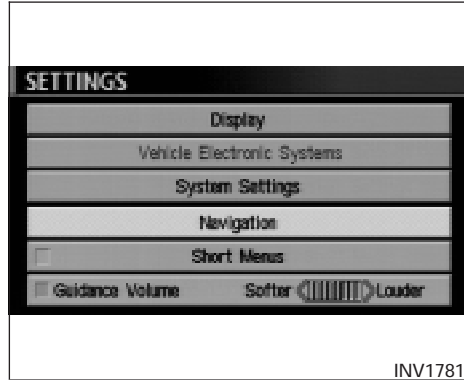 SETTINGS
Display
Vehicle Electronic Systems
System Settings
Navigation
Short Menus
Guidance Volume Softer Louder
INV1781